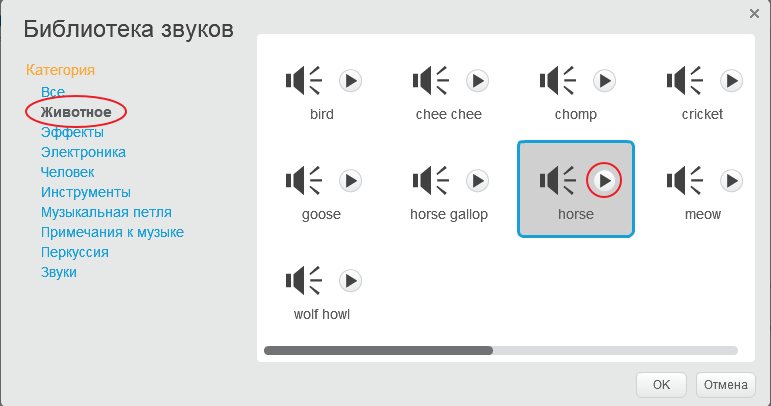 Библиотека звуков
Категория
Все
Животное
Эффекты
Электроника
Человек
Инструменты
Музыкальная петля
Примечания к музыке
Перкуссия
Звуки
bird chee chee chomp cricket
goose horse gallop horse meow
wolf howl
OK Отмена